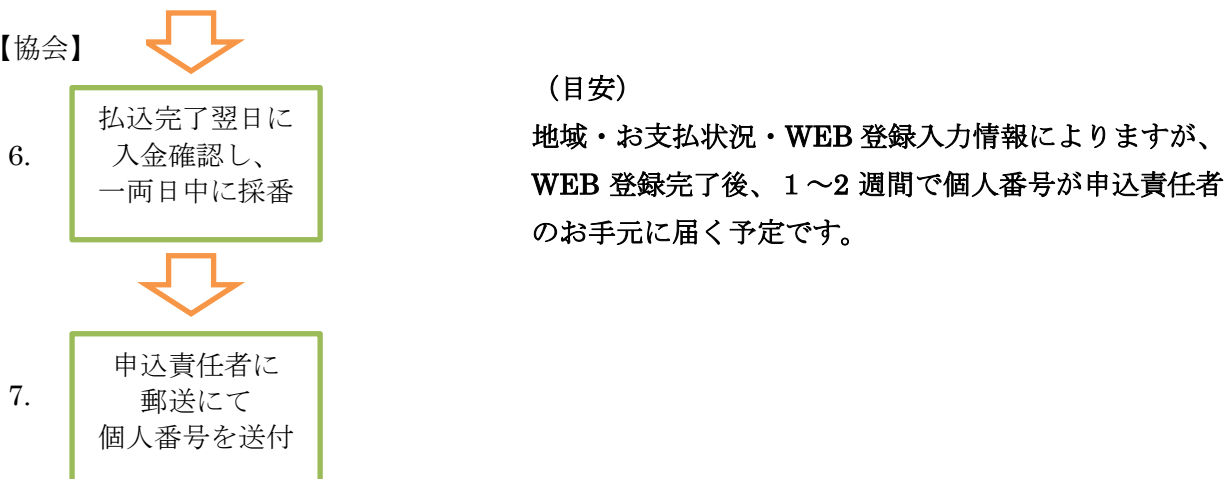 【協会】
6.
払込完了翌日に
入金確認し、
一両日中に採番
（目安）
地域・お支払状況・WEB 登録入力情報によりますが、
WEB 登録完了後、１～2 週間で個人番号が申込責任者
のお手元に届く予定です。
7.
申込責任者に
郵送にて
個人番号を送付